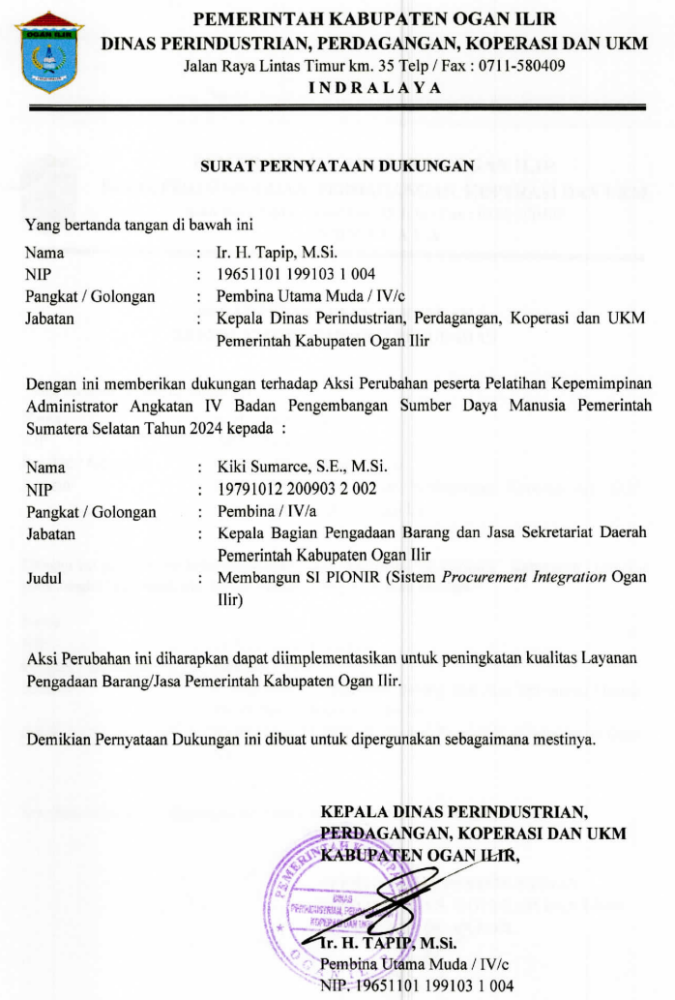 OGAN ILIR
PEMERINTAH KABUPATEN OGAN ILIR
DINAS PERINDUSTRIAN, PERDAGANGAN, KOPERASI DAN UKM
Jalan Raya Lintas Timur km. 35 Telp / Fax : 0711-580409
INDRALAYA
SURAT PERNYATAAN DUKUNGAN
Yang bertanda tangan di bawah ini
Nama : Ir. H. Tapip, M.Si.
NIP : 19651101 199103 1 004
Pangkat / Golongan : Pembina Utama Muda / IV/c
Jabatan : Kepala Dinas Perindustrian, Perdagangan, Koperasi dan UKM
Pemerintah Kabupaten Ogan Ilir
Dengan ini memberikan dukungan terhadap Aksi Perubahan peserta Pelatihan Kepemimpinan
Administrator Angkatan IV Badan Pengembangan Sumber Daya Manusia Pemerintah
Sumatera Selatan Tahun 2024 kepada :
Nama : Kiki Sumarce, S.E., M.Si.
NIP : 19791012 200903 2 002
Pangkat / Golongan : Pembina / IV/a
Jabatan : Kepala Bagian Pengadaan Barang dan Jasa Sekretariat Daerah
Pemerintah Kabupaten Ogan Ilir
Judul : Membangun SI PIONIR (Sistem Procurement Integration Ogan
Ilir)
Aksi Perubahan ini diharapkan dapat diimplementasikan untuk peningkatan kualitas Layanan
Pengadaan Barang/Jasa Pemerintah Kabupaten Ogan Ilir.
Demikian Pernyataan Dukungan ini dibuat untuk dipergunakan sebagaimana mestinya.
KEPALA DINAS PERINDUSTRIAN,
PERDAGANGAN, KOPERASI DAN UKM
KABUPATEN OGAN ILIR,
PEMERINTAH KABUPATEN
DINAS
KOPERASI DAN UKM
OGAN
Ir. H. TAPIP, M.Si.
Pembina Utama Muda / IV/c
NIP. 19651101 199103 1 004